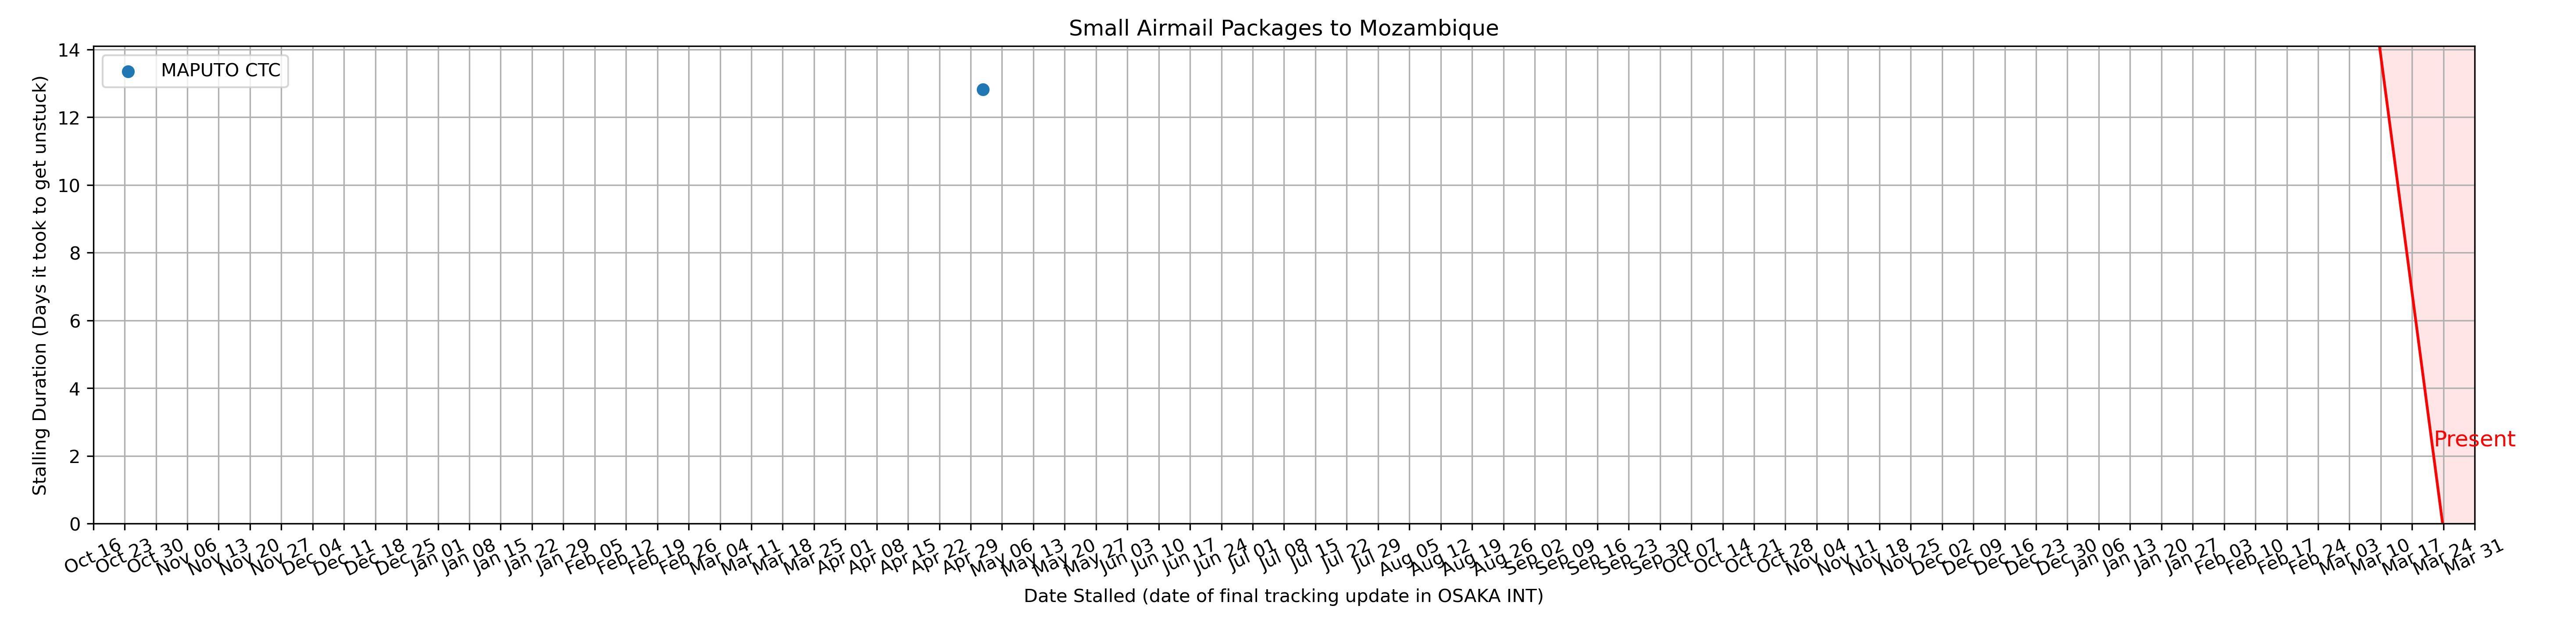 Small Airmail Packages to Mozambique
MAPUTO CTC
Stalling Duration (Days it took to get unstuck)
14
12
10
8
6
4
2
0
Present
Oct 16 Oct 23 Oct 30 Nov 06 Nov 13 Nov 20 Nov 27 Dec 04 Dec 11 Dec 18 Dec 25 Jan 01 Jan 08 Jan 15 Jan 22 Jan 29 Feb 05 Feb 12 Feb 19 Feb 26 Mar 04 Mar 11 Mar 18 Mar 25 Apr 01 Apr 08 Apr 15 Apr 22 Apr 29 May 06 May 13 May 20 May 27 Jun 03 Jun 10 Jun 17 Jun 24 Jul 01 Jul 08 Jul 15 Jul 22 Jul 29 Aug 05 Aug 12 Aug 19 Aug 26 Sep 02 Sep 09 Sep 16 Sep 23 Sep 30 Oct 07 Oct 14 Oct 21 Oct 28 Nov 04 Nov 11 Nov 18 Nov 25 Dec 02 Dec 09 Dec 16 Dec 23 Dec 30 Jan 06 Jan 13 Jan 20 Jan 27 Feb 03 Feb 10 Feb 17 Feb 24 Mar 03 Mar 10 Mar 17 Mar 24 Mar 31
Date Stalled (date of final tracking update in OSAKA INT)